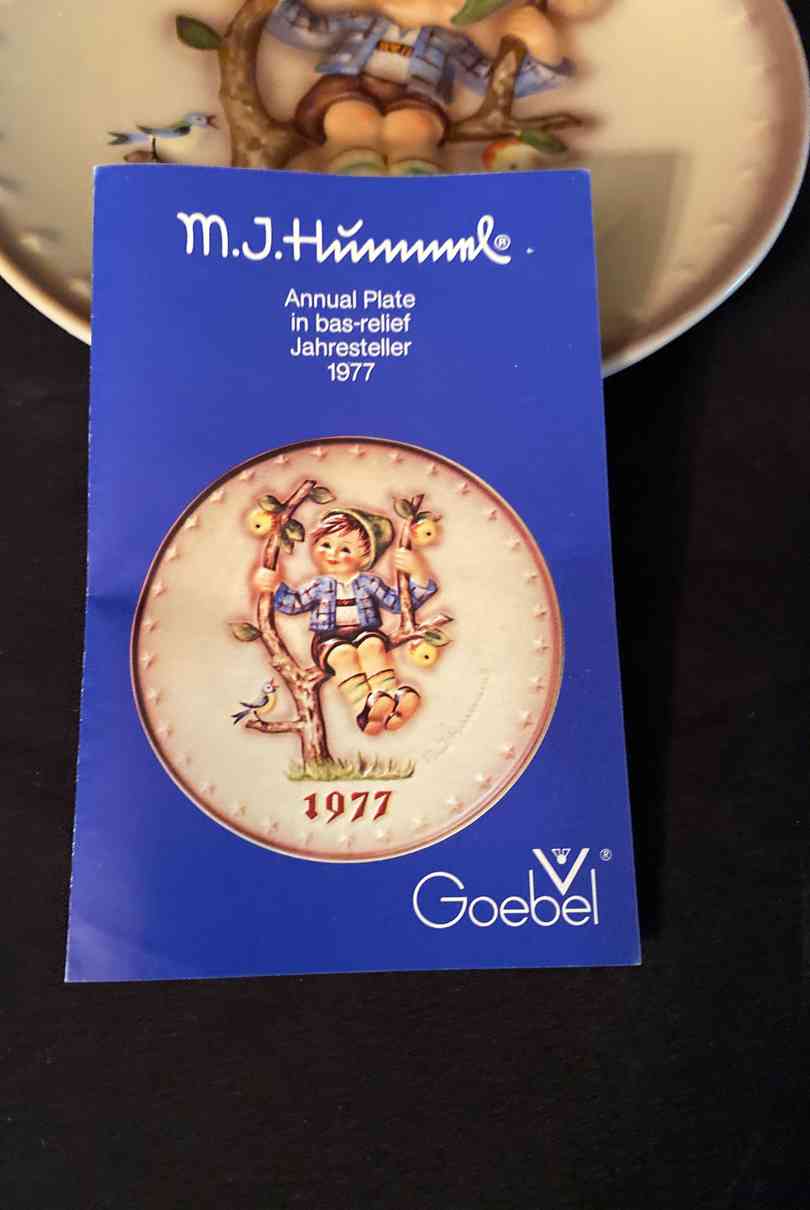 M.J.Hummel®
Annual Plate
in bas-relief
Jahresteller
1977
1977
Goebel®